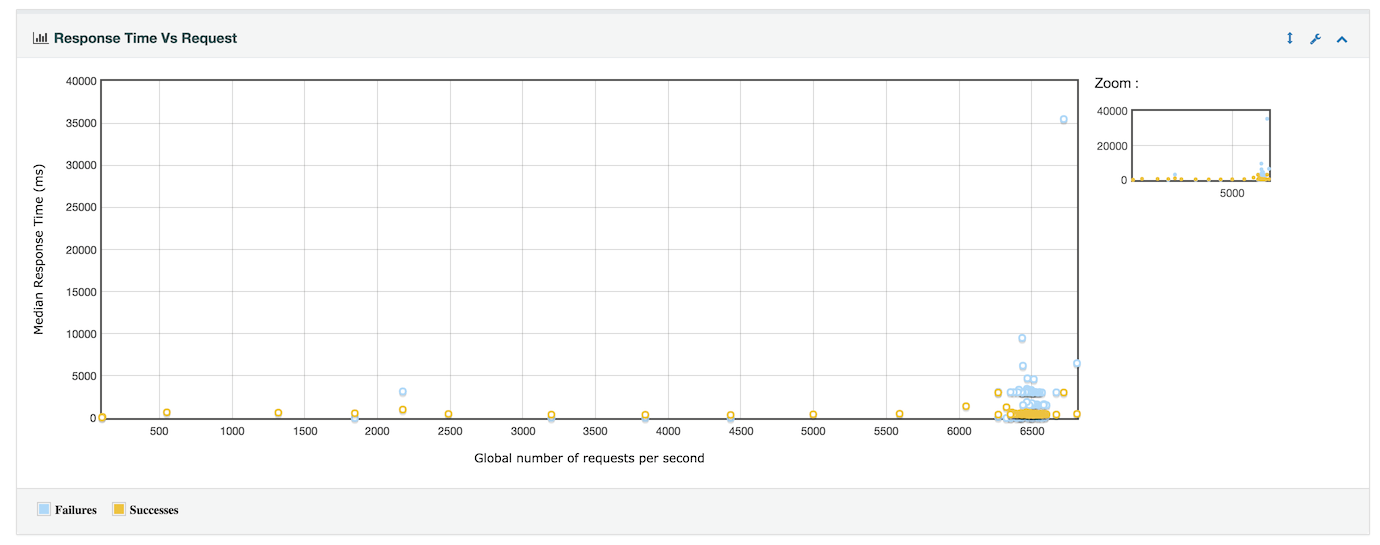 Response Time Vs Request
40000
35000
30000
25000
20000
15000
10000
5000
0
Median Response Time (ms)
500 1000 1500 2000 2500 3000 3500 4000 4500 5000 5500 6000 6500
Global number of requests per second
Zoom :
40000
20000
0
5000
Failures Successes